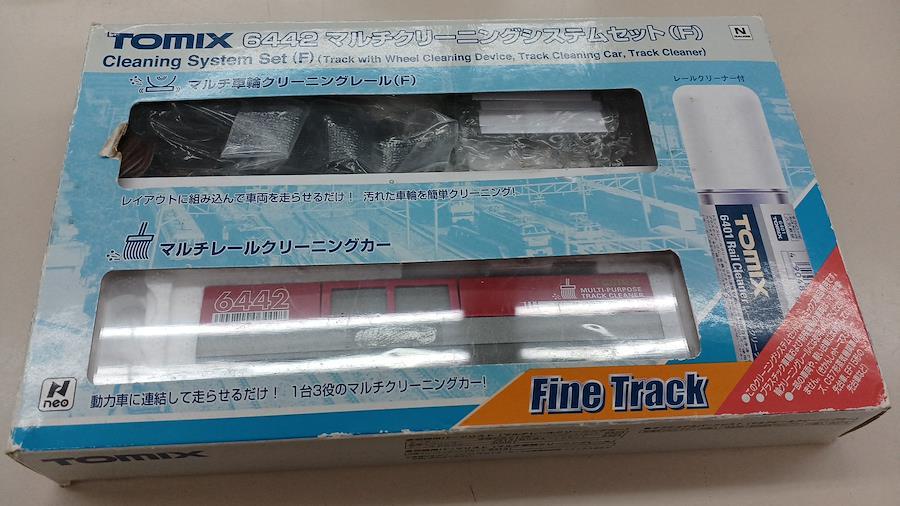 TOMIX 6442 マルチクリーニングシステムセット(F)
N
Cleaning System Set (F) (Track with Wheel Cleaning Device, Track Cleaning Car, Track Cleaner)
マルチ車輪クリーニングレール(F)
レールクリーナー付
レイアウトに組み込んで車両を走らせるだけ! 汚れた車輪を簡単クリーニング!
マルチレールクリーニングカー
6442
MULTI-PURPOSE
TRACK CLEANER
TOMIX
6401 Rail Cleaner
N
neo
動力車に連結して走らせるだけ! 1台3役のマルチクリーニングカー!
Fine Track
TOMIX